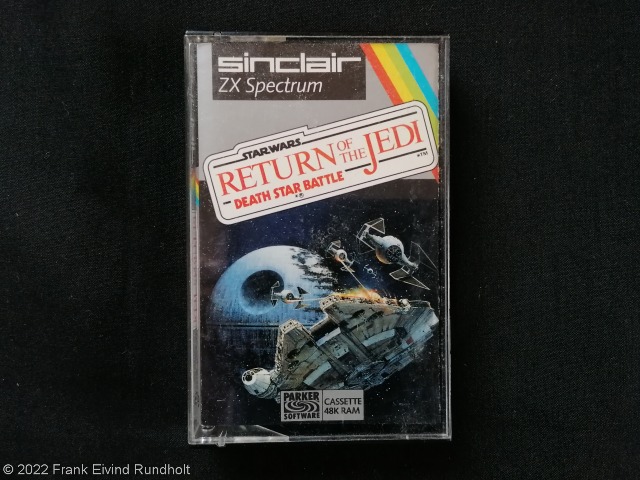 sinclair
ZX Spectrum
STAR WARS
RETURN OF THE JEDI
TM
DEATH STAR BATTLE
PARKER
SOFTWARE
CASSETTE
48K RAM
© 2022 Frank Eivind Rundholt